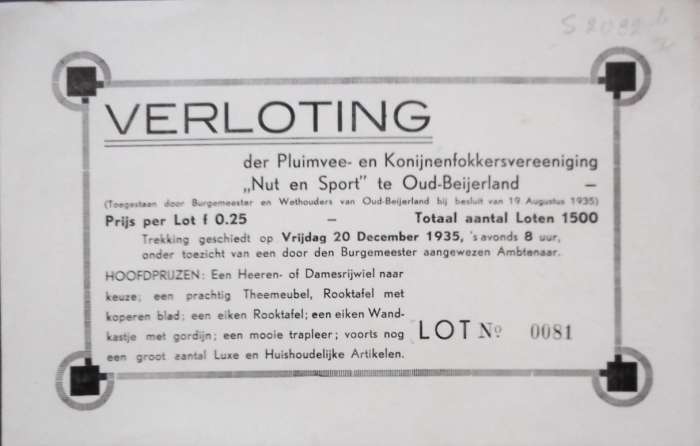 VERLOTING
der Pluimvee- en Konijnenfokkersvereeniging
„Nut en Sport" te Oud-Beijerland –
(Toegestaan door Burgemeester en Wethouders van Oud-Beijerland bij besluit van 19 Augustus 1935)
Prijs per Lot f 0.25 – Totaal aantal Loten 1500
Trekking geschiedt op Vrijdag 20 December 1935, 's avonds 8 uur,
onder toezicht van een door den Burgemeester aangewezen Ambtenaar.
HOOFDPRIJZEN: Een Heeren- of Damesrijwiel naar
keuze; een prachtig Theemeubel, Rooktafel met
koperen blad; een eiken Rooktafel; een eiken Wand-
kastje met gordijn; een mooie trapleer; voorts nog
een groot aantal Luxe en Huishoudelijke Artikelen.
LOT No 0081